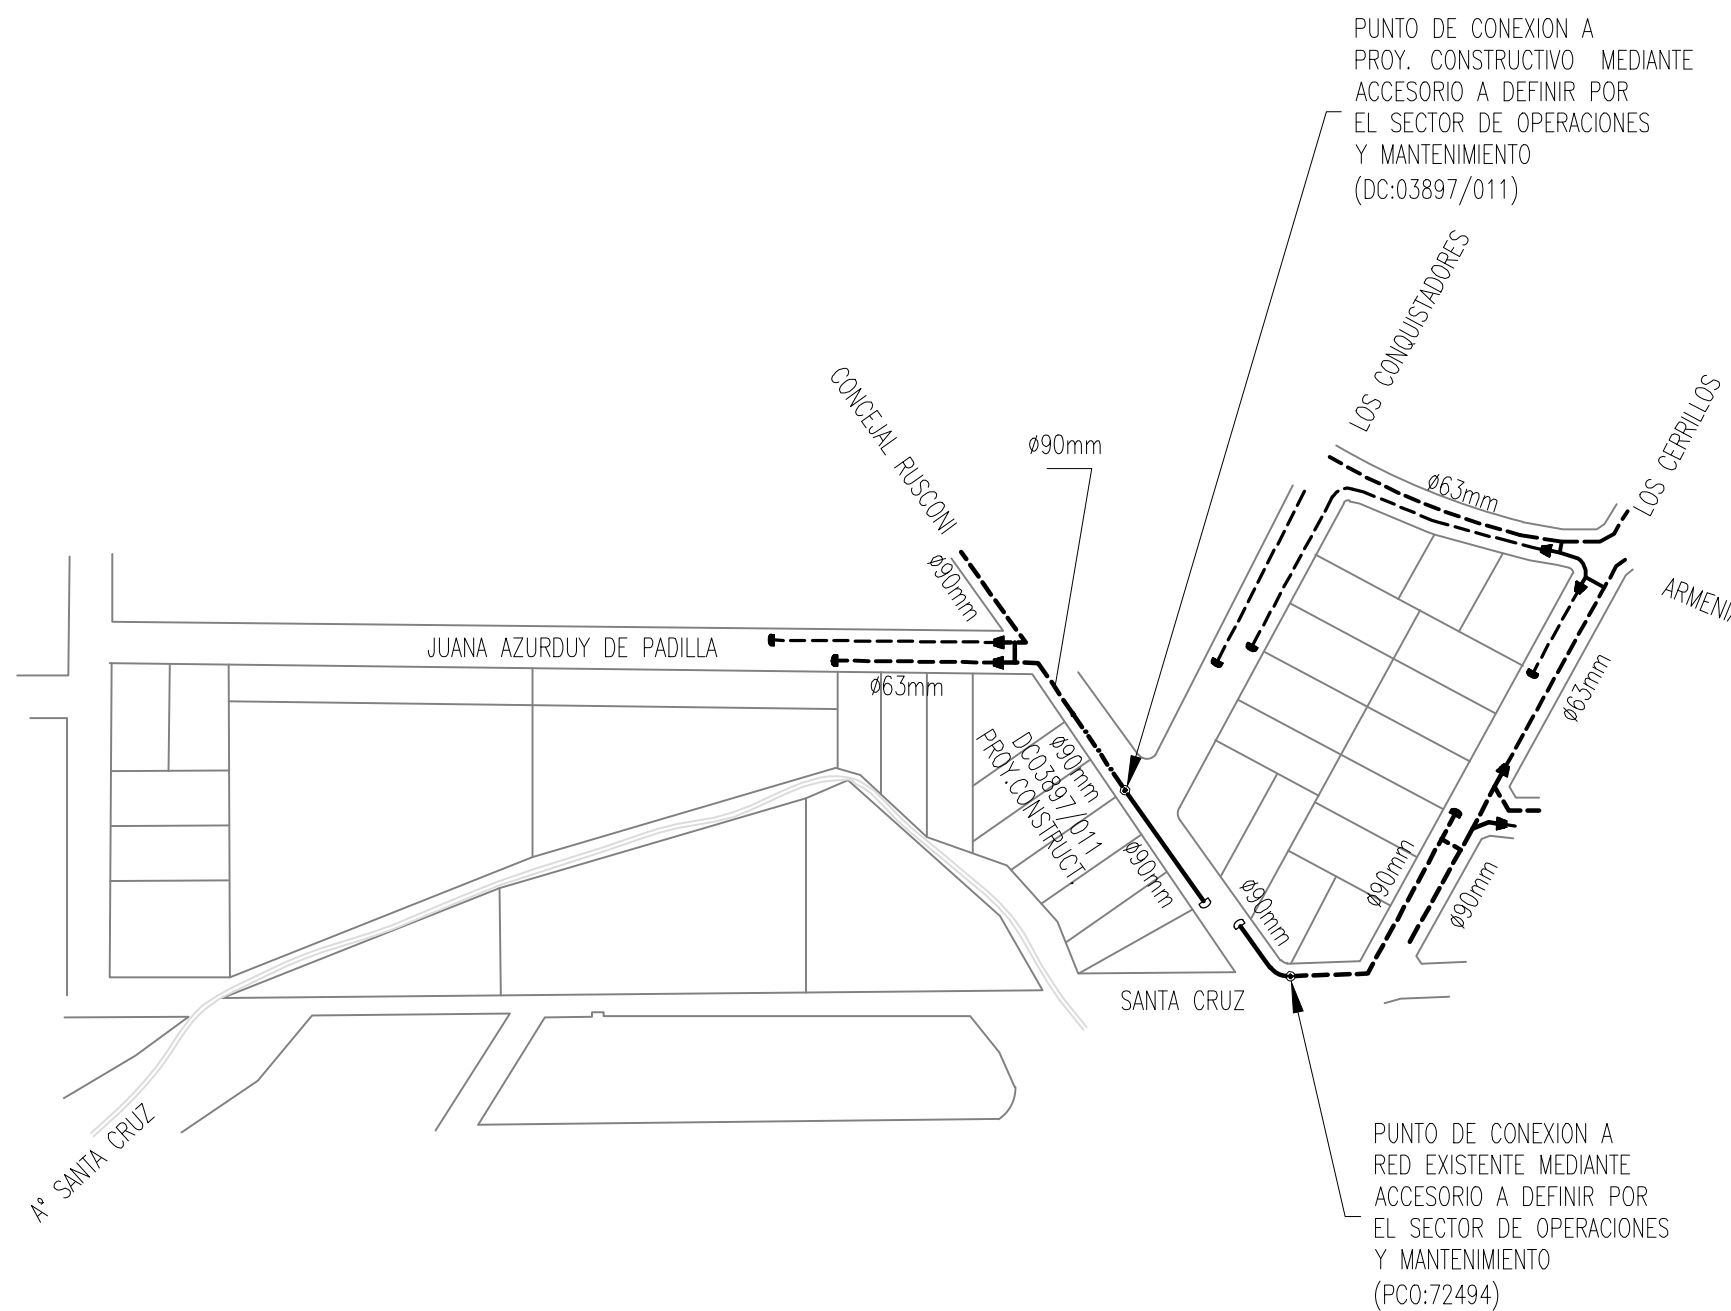 PUNTO DE CONEXION A
PROY. CONSTRUCTIVO MEDIANTE
ACCESORIO A DEFINIR POR
EL SECTOR DE OPERACIONES
Y MANTENIMIENTO
(DC:03897/011)
LOS CONQUISTADORES
LOS CERRILLOS
CONCEJAL RUSCONI
ø90mm
ø63mm
ø90mm
ARMENIA
JUANA AZURDUY DE PADILLA
ø63mm
ø63mm
ø90mm
DC03897/011
PROY.CONSTRUCT.
ø90mm
ø90mm
ø90mm
ø90mm
SANTA CRUZ
Aº SANTA CRUZ
PUNTO DE CONEXION A
RED EXISTENTE MEDIANTE
ACCESORIO A DEFINIR POR
EL SECTOR DE OPERACIONES
Y MANTENIMIENTO
(PCO:72494)